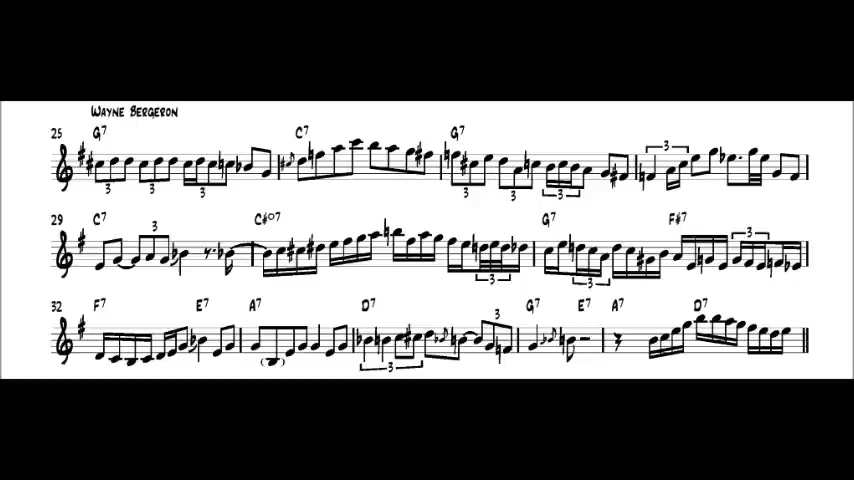 WAYNE BERGERON
25 G7 C7 G7
3 3 3 3 3 3 3
29 C7 C#o7 G7 F#7
3 3 3 3
32 F7 E7 A7 D7 G7 E7 A7 D7
3 3